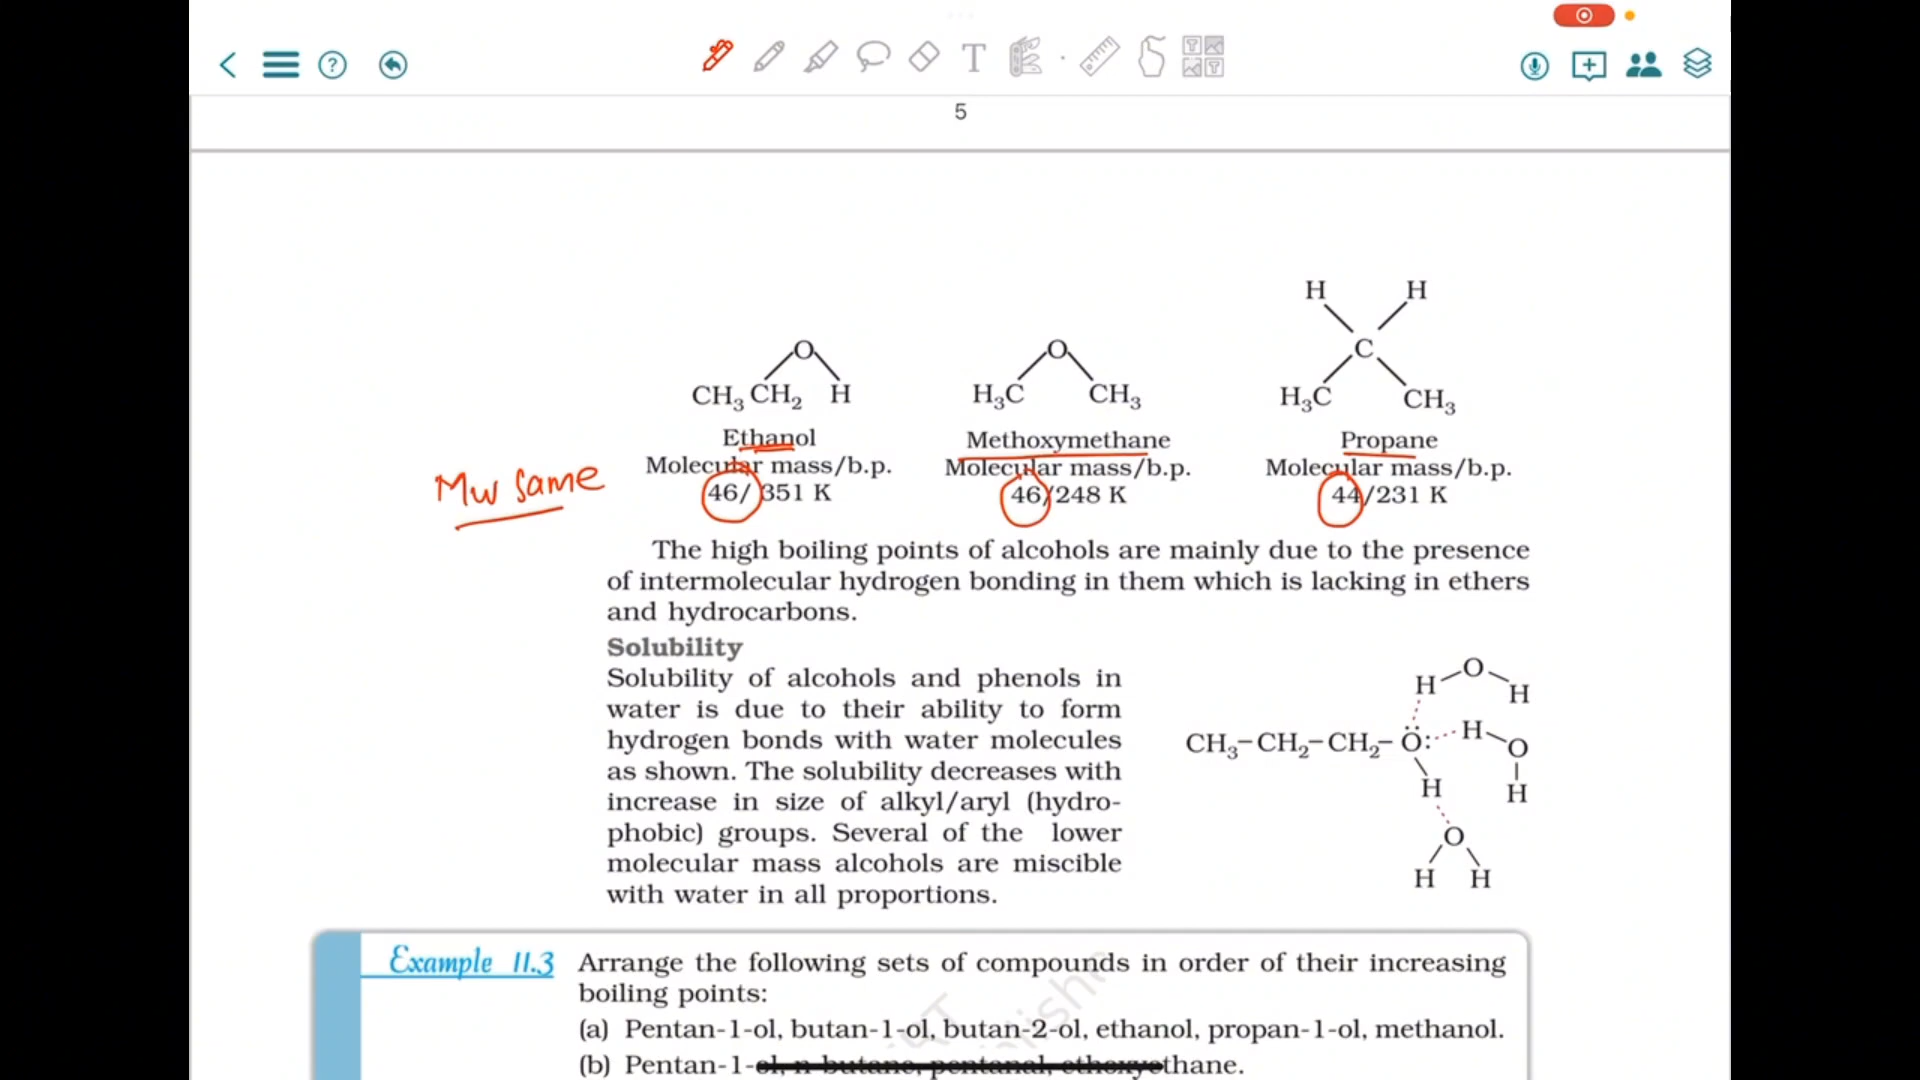 5
H H
O O C
CH₃ CH₂ H H₃C CH₃ H₃C CH₃
Ethanol Methoxymethane Propane
Molecular mass/b.p. Molecular mass/b.p. Molecular mass/b.p.
Mw Same 46/ 351 K 46/248 K 44/231 K
The high boiling points of alcohols are mainly due to the presence
of intermolecular hydrogen bonding in them which is lacking in ethers
and hydrocarbons.
Solubility
Solubility of alcohols and phenols in
water is due to their ability to form
hydrogen bonds with water molecules
as shown. The solubility decreases with
increase in size of alkyl/aryl (hydro-
phobic) groups. Several of the lower
molecular mass alcohols are miscible
with water in all proportions.
H O H
CH₃–CH₂–CH₂–O: H O
H H
O
H H
Example 11.3 Arrange the following sets of compounds in order of their increasing
boiling points:
(a) Pentan-1-ol, butan-1-ol, butan-2-ol, ethanol, propan-1-ol, methanol.
(b) Pentan-1-ol, n-butane, pentanal, ethoxyethane.